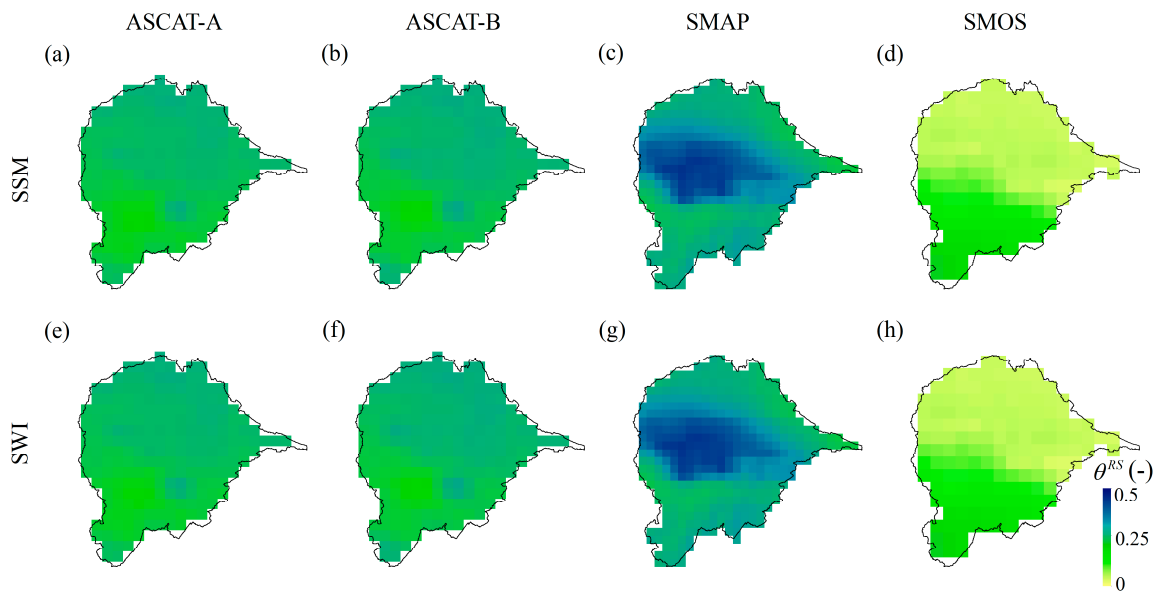 ASCAT-A ASCAT-B SMAP SMOS
(a) (b) (c) (d)
SSM
(e) (f) (g) (h)
SWI
θ^RS (-)
0.5
0.25
0